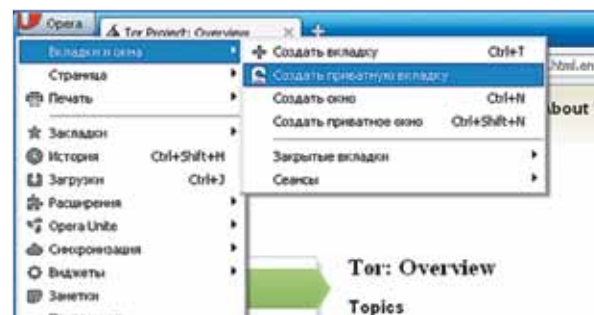 Opera
Tor Project: Overview
Вкладки и окна
Создать вкладку Ctrl+T
Страница
Создать приватную вкладку
html.en
Печать
Создать окно Ctrl+N
About
Создать приватное окно Ctrl+Shift+N
Закладки
История Ctrl+Shift+H
Закрытые вкладки
Загрузки Ctrl+J
Сеансы
Расширения
Opera Unite
Синхронизация
Виджеты
Заметки
Tor: Overview
Topics